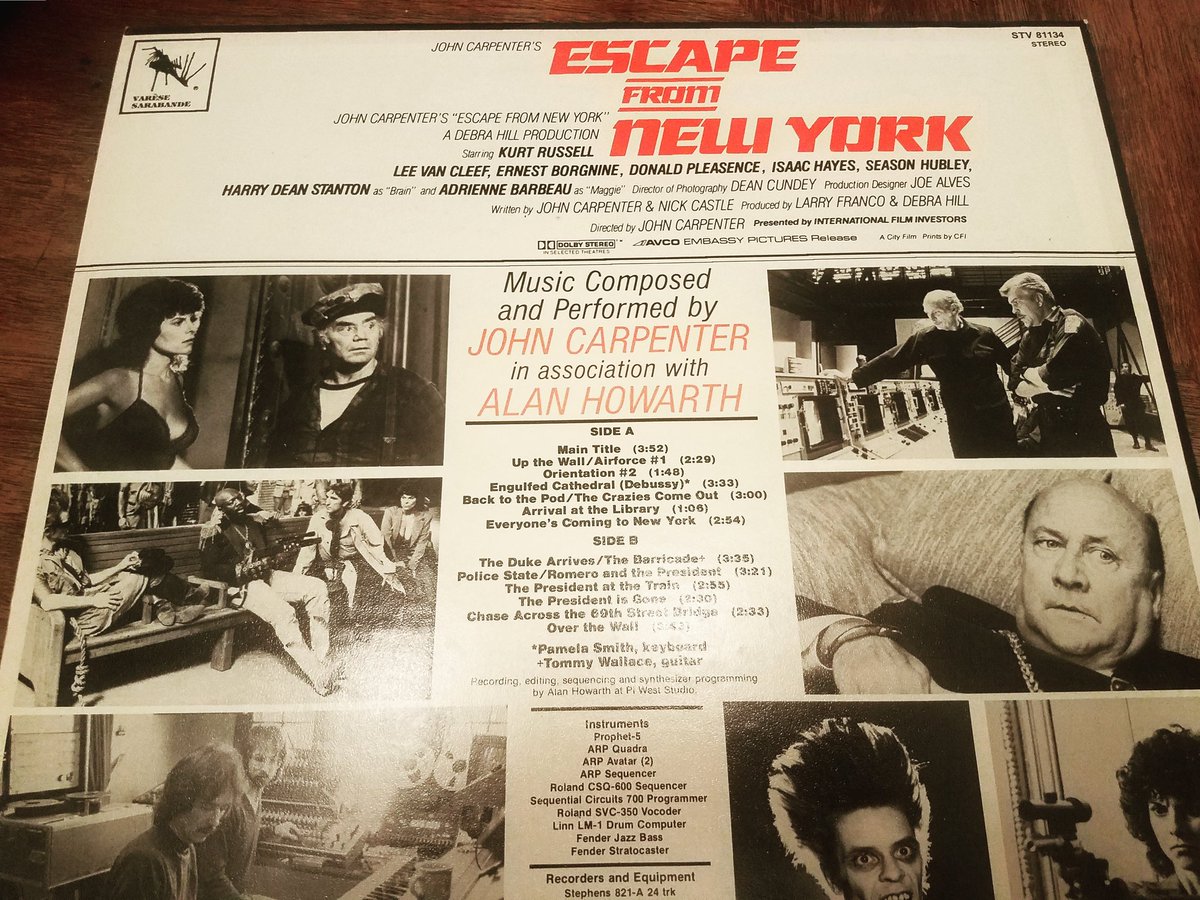 VARÈSE
SARABANDE
STV 81134
STEREO
JOHN CARPENTER'S ESCAPE
FROM
NEW YORK
JOHN CARPENTER'S "ESCAPE FROM NEW YORK"
A DEBRA HILL PRODUCTION
Starring KURT RUSSELL
LEE VAN CLEEF, ERNEST BORGNINE, DONALD PLEASENCE, ISAAC HAYES, SEASON HUBLEY,
HARRY DEAN STANTON as "Brain" and ADRIENNE BARBEAU as "Maggie" Director of Photography DEAN CUNDEY Production Designer JOE ALVES
Written by JOHN CARPENTER & NICK CASTLE Produced by LARRY FRANCO & DEBRA HILL
Directed by JOHN CARPENTER Presented by INTERNATIONAL FILM INVESTORS
DOLBY STEREO ™ AVCO EMBASSY PICTURES Release A City Film Prints by CFI
IN SELECTED THEATRES
Music Composed
and Performed by
JOHN CARPENTER
in association with
ALAN HOWARTH
SIDE A
Main Title (3:52)
Up the Wall/Airforce #1 (2:29)
Orientation #2 (1:48)
Engulfed Cathedral (Debussy)* (3:33)
Back to the Pod/The Crazies Come Out (3:00)
Arrival at the Library (1:06)
Everyone's Coming to New York (2:54)
SIDE B
The Duke Arrives/The Barricade+ (3:35)
Police State/Romero and the President (3:21)
The President at the Train (2:55)
The President is Gone (2:30)
Chase Across the 69th Street Bridge (2:33)
Over the Wall
*Pamela Smith, keyboard
+Tommy Wallace, guitar
Recording, editing, sequencing and synthesizer programming
by Alan Howarth at Pi West Studio.
Instruments
Prophet-5
ARP Quadra
ARP Avatar (2)
ARP Sequencer
Roland CSQ-600 Sequencer
Sequential Circuits 700 Programmer
Roland SVC-350 Vocoder
Linn LM-1 Drum Computer
Fender Jazz Bass
Fender Stratocaster
Recorders and Equipment
Stephens 821-A 24 trk